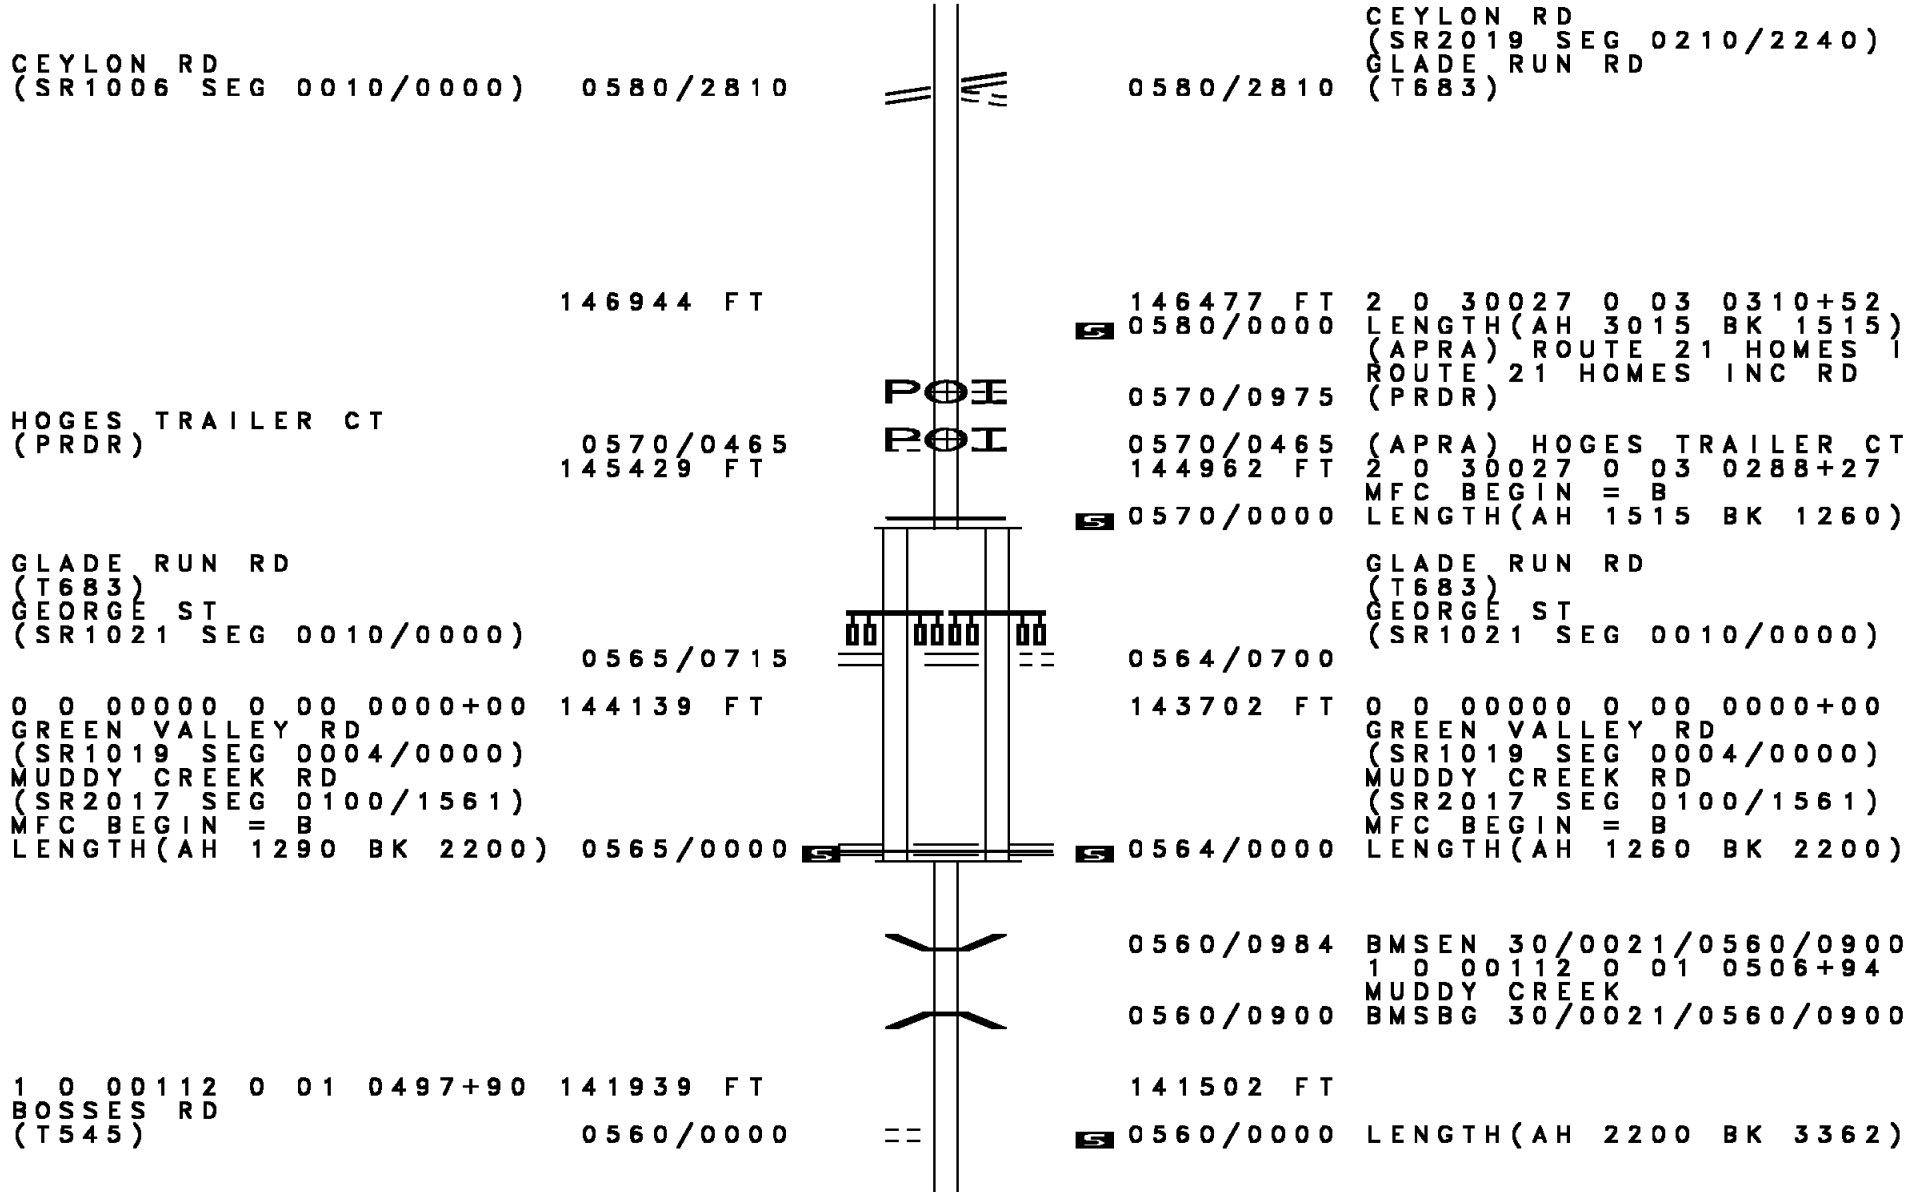 CEYLON RD
(SR2019 SEG 0210/2240)
CEYLON RD
GLADE RUN RD
(SR1006 SEG 0010/0000) 0580/2810 0580/2810 (T683)
146944 FT 146477 FT 2 0 30027 0 03 0310+52
S 0580/0000 LENGTH(AH 3015 BK 1515)
(APRA) ROUTE 21 HOMES I
ROUTE 21 HOMES INC RD
POI 0570/0975 (PRDR)
HOGES TRAILER CT
(PRDR) 0570/0465 POI 0570/0465 (APRA) HOGES TRAILER CT
145429 FT 144962 FT 2 0 30027 0 03 0288+27
MFC BEGIN = B
S 0570/0000 LENGTH(AH 1515 BK 1260)
GLADE RUN RD GLADE RUN RD
(T683) (T683)
GEORGE ST GEORGE ST
(SR1021 SEG 0010/0000) (SR1021 SEG 0010/0000)
0565/0715 0564/0700
0 0 00000 0 00 0000+00 144139 FT 143702 FT 0 0 00000 0 00 0000+00
GREEN VALLEY RD GREEN VALLEY RD
(SR1019 SEG 0004/0000) (SR1019 SEG 0004/0000)
MUDDY CREEK RD MUDDY CREEK RD
(SR2017 SEG 0100/1561) (SR2017 SEG 0100/1561)
MFC BEGIN = B MFC BEGIN = B
LENGTH(AH 1290 BK 2200) 0565/0000 S S 0564/0000 LENGTH(AH 1260 BK 2200)
0560/0984 BMSEN 30/0021/0560/0900
1 0 00112 0 01 0506+94
MUDDY CREEK
0560/0900 BMSBG 30/0021/0560/0900
1 0 00112 0 01 0497+90 141939 FT 141502 FT
BOSSES RD
(T545) 0560/0000 S 0560/0000 LENGTH(AH 2200 BK 3362)